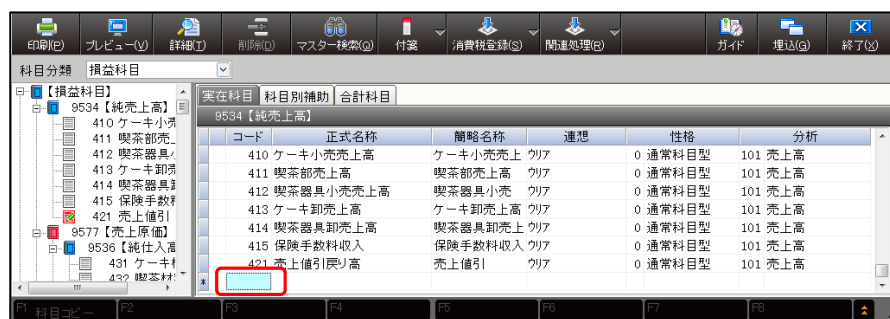 印刷(P) プレビュー(V) 詳細(T) 削除(D) マスター検索(Q) 付箋 消費税登録(S) 関連処理(R) ガイド 埋込(G) 終了(X)
科目分類 損益科目
【損益科目】
9534【純売上高】
410 ケーキ小売
411 喫茶部売
412 喫茶器具
413 ケーキ卸売
414 喫茶器具
415 保険手数料
421 売上値引
9577【売上原価】
9536【純仕入高
431 ケーキ
432 喫茶材
実在科目 科目別補助 合計科目
9534【純売上高】
コード 正式名称 簡略名称 連想 性格 分析
410 ケーキ小売売上高 ケーキ小売売上 ウリア 0 通常科目型 101 売上高
411 喫茶部売上高 喫茶部売上高 ウリア 0 通常科目型 101 売上高
412 喫茶器具小売売上高 喫茶器具小売 ウリア 0 通常科目型 101 売上高
413 ケーキ卸売上高 ケーキ卸売上高 ウリア 0 通常科目型 101 売上高
414 喫茶器具卸売上高 喫茶器具卸売上 ウリア 0 通常科目型 101 売上高
415 保険手数料収入 保険手数料収入 ウリア 0 通常科目型 101 売上高
421 売上値引戻り高 売上値引 ウリア 0 通常科目型 101 売上高
F1 科目コピー F2 F3 F4 F5 F6 F7 F8